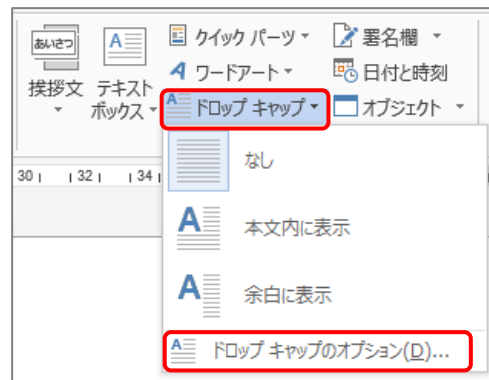 あいさつ
挨拶文
A
テキスト
ボックス
クイック パーツ
署名欄
A ワードアート
日付と時刻
A ドロップ キャップ
オブジェクト
30 32 34
なし
A 本文内に表示
A 余白に表示
A ドロップ キャップのオプション(D)...